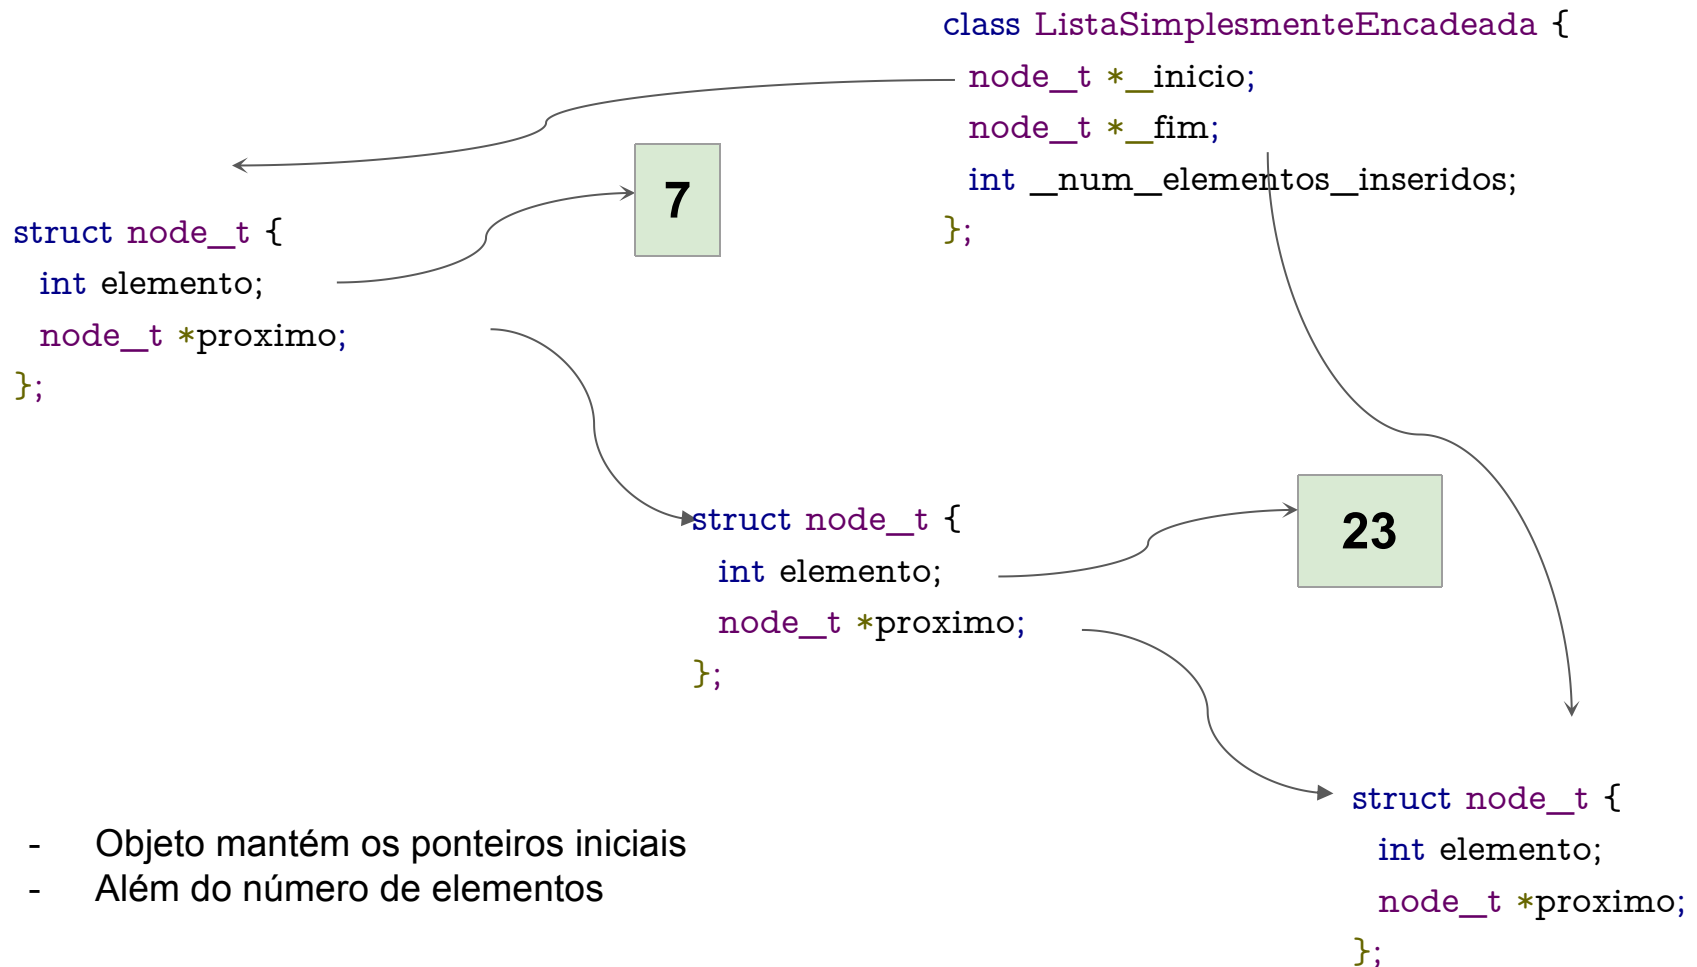 class ListaSimplesmenteEncadeada {
node_t *_inicio;
node_t *_fim;
int _num_elementos_inseridos;
};
struct node_t {
int elemento;
node_t *proximo;
};
7
struct node_t {
int elemento;
node_t *proximo;
};
23
struct node_t {
int elemento;
node_t *proximo;
};
- Objeto mantém os ponteiros iniciais
- Além do número de elementos